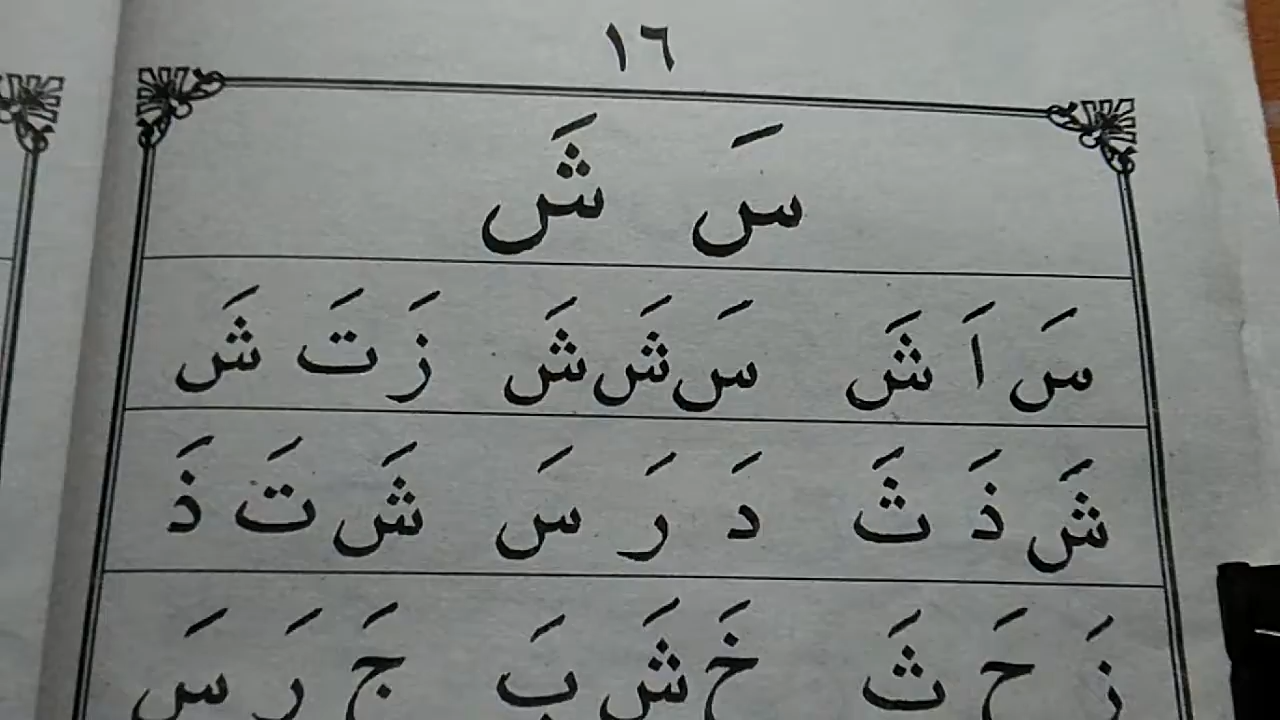 ١٦
سَ شَ
سَ اَ شَ سَ شَ شَ زَ تَ شَ
شَ ذَ ثَ دَ رَ سَ شَ تَ ذَ
زَ حَ ثَ خَ شَ بَ جَ رَ سَ